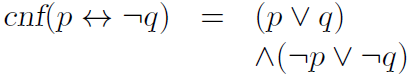 cnf(p ↔ ¬q) = (p ∨ q)
∧(¬p ∨ ¬q)